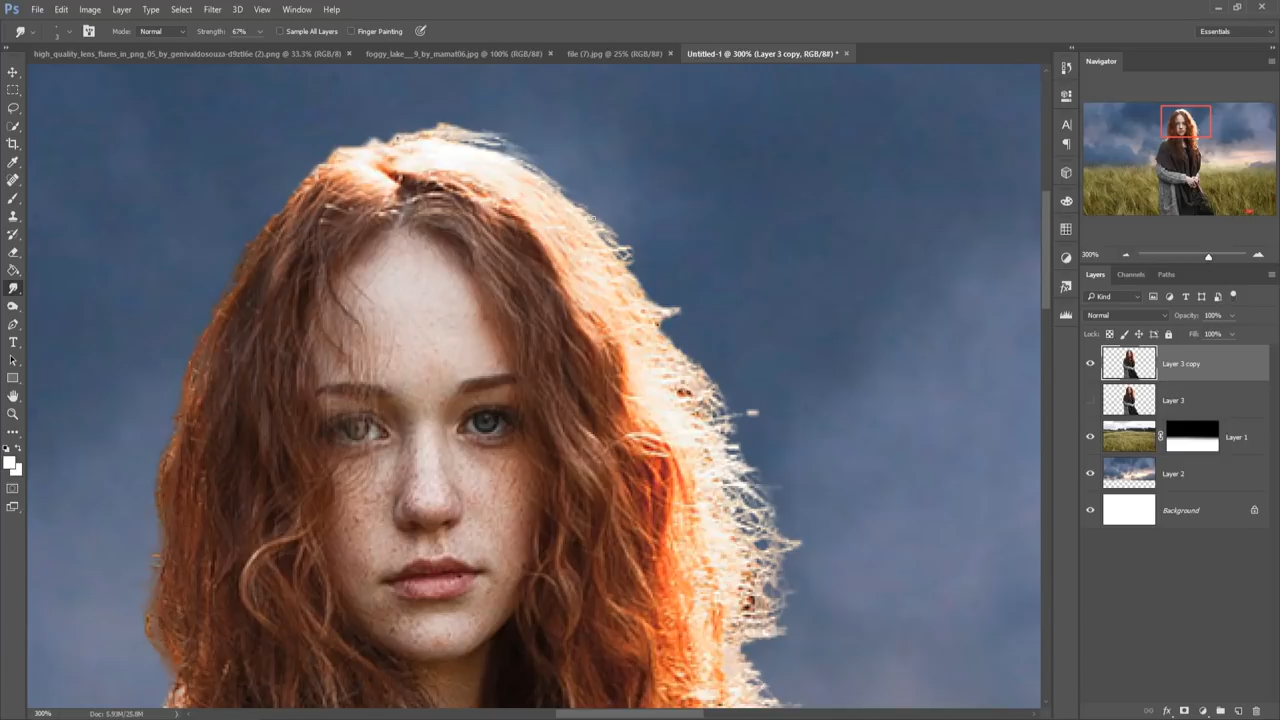 Ps File Edit Image Layer Type Select Filter 3D View Window Help
3 Mode: Normal Strength: 67% Sample All Layers Finger Painting Essentials
high_quality_lens_flares_in_png_05_by_genivaldosouza-d9ztl6e (2).png @ 33.3% (RGB/8) × foggy_lake__9_by_mamat06.jpg @ 100% (RGB/8#) × file (7).jpg @ 25% (RGB/8#) × Untitled-1 @ 300% (Layer 3 copy, RGB/8#) * ×
Navigator
300%
Layers Channels Paths
Kind
Normal Opacity: 100%
Lock: Fill: 100%
Layer 3 copy
Layer 3
Layer 1
Layer 2
Background
300% Doc: 5.93M/25.8M